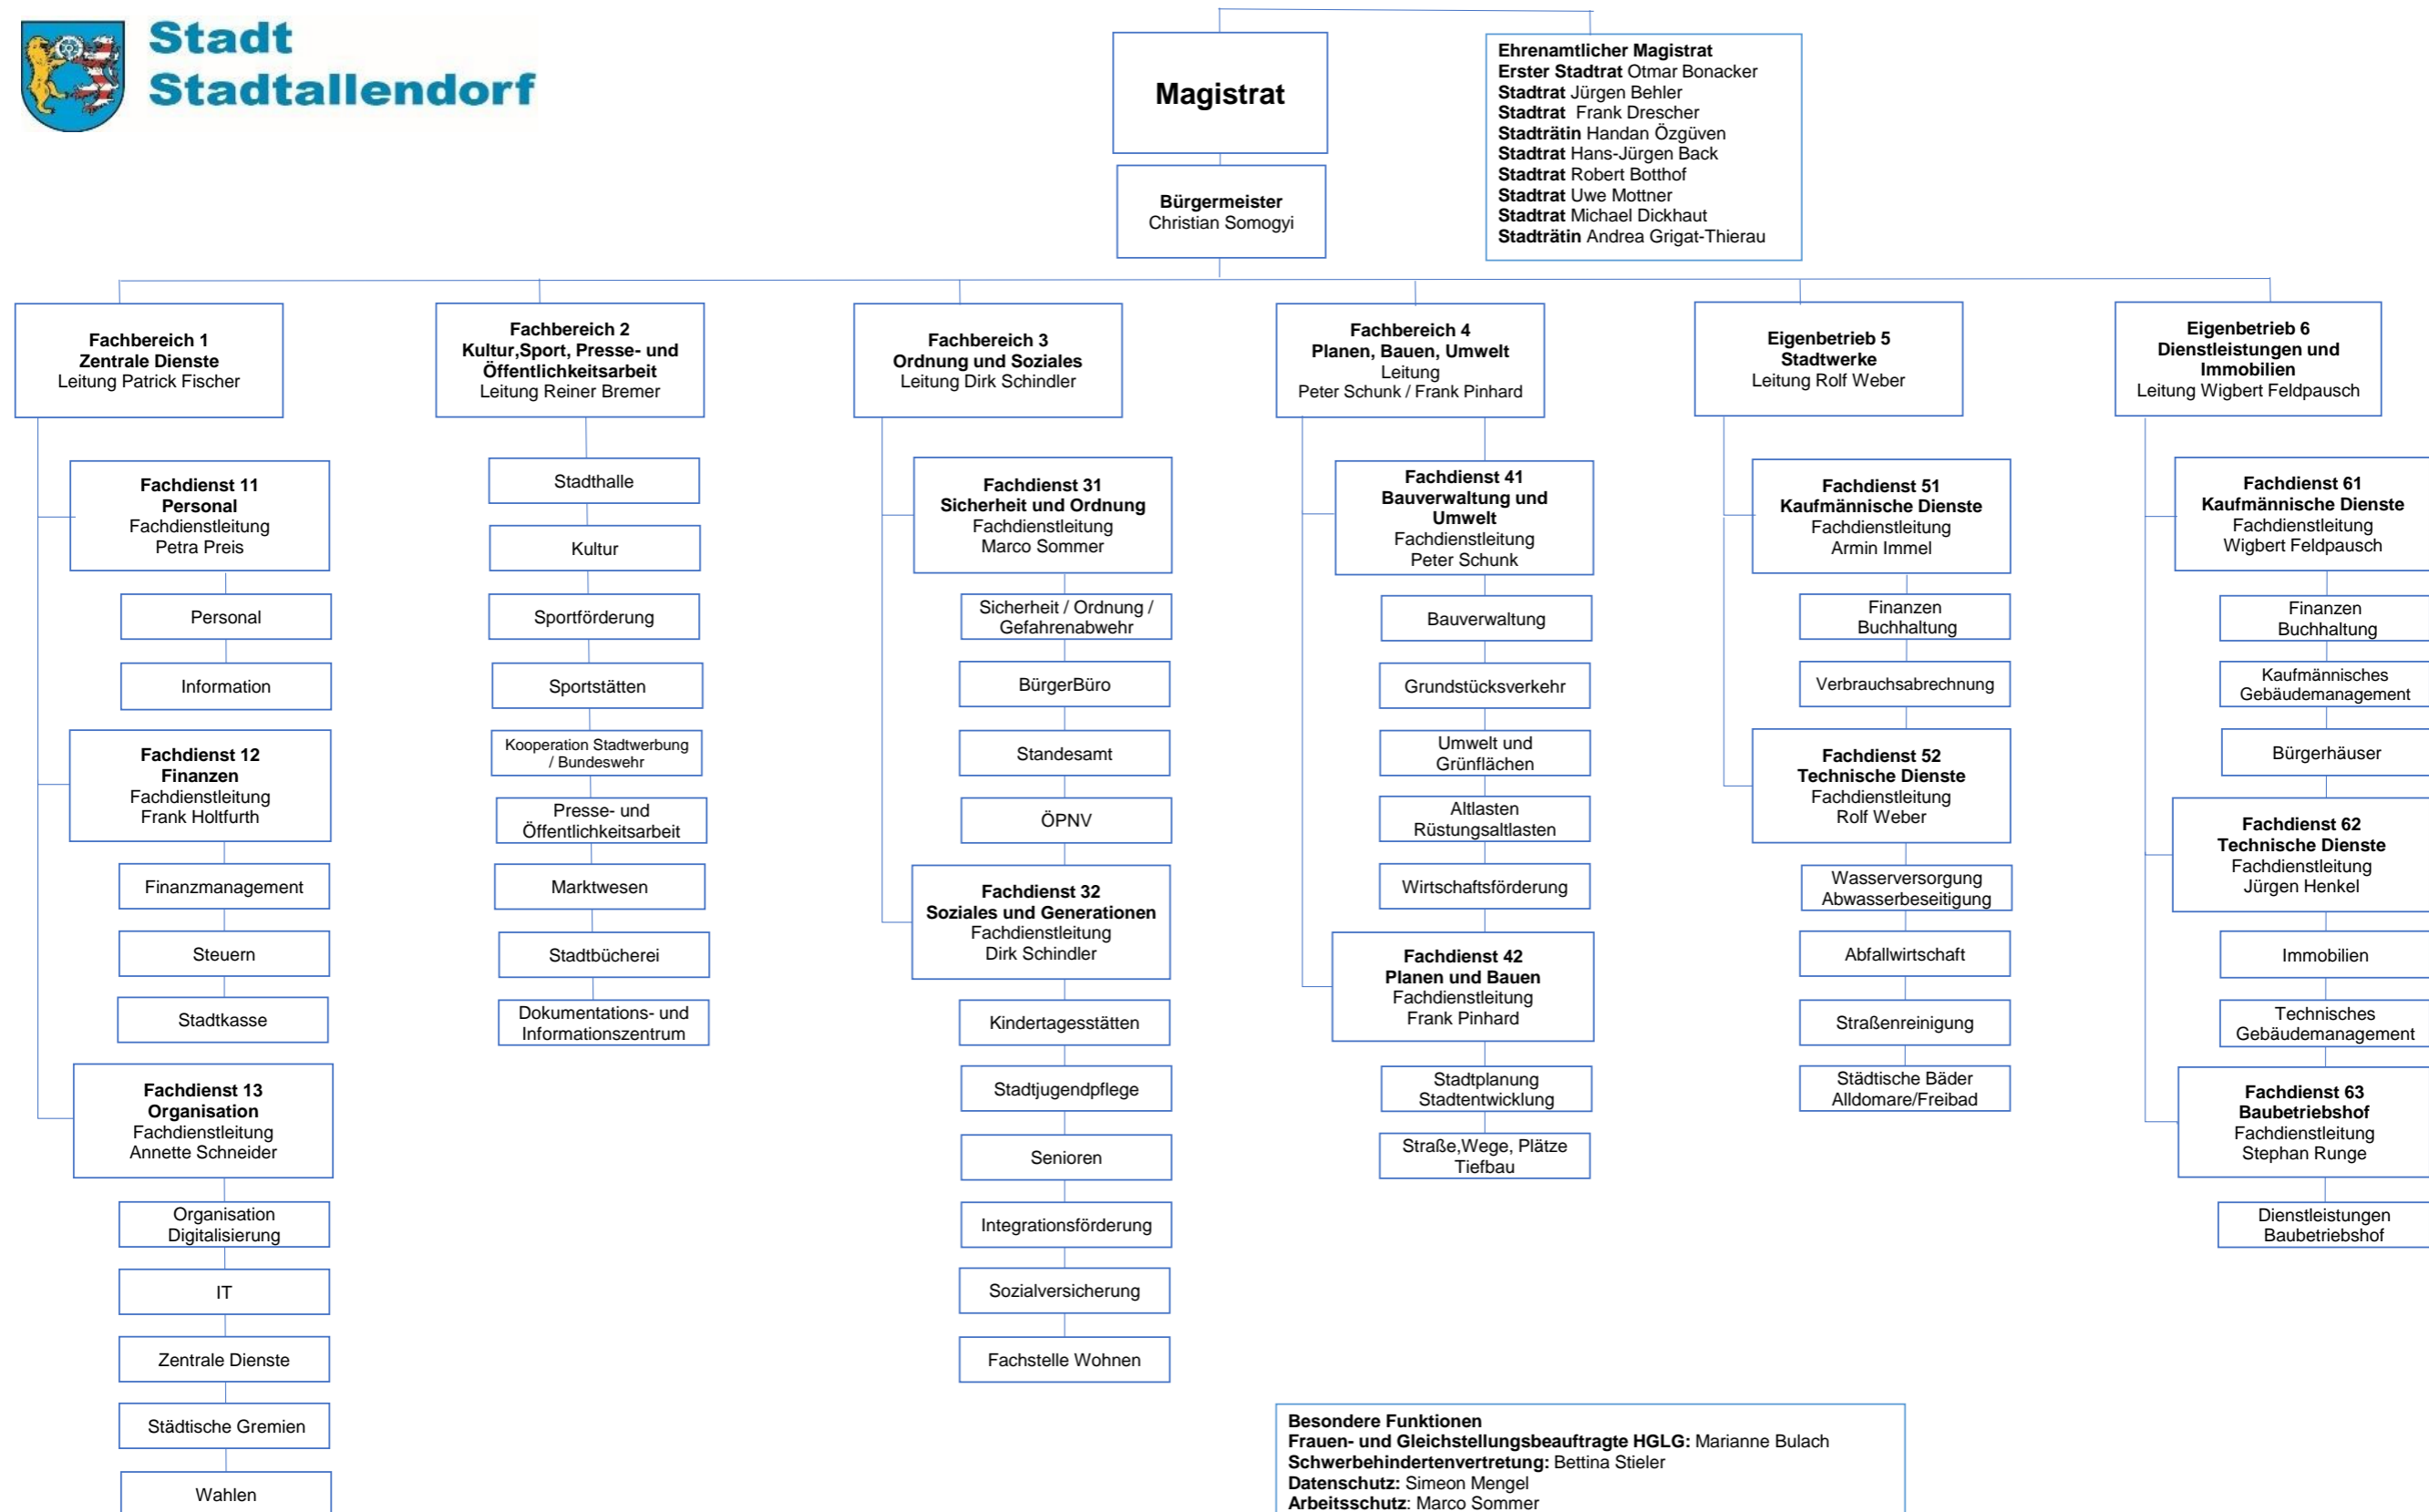 Stadt
Stadtallendorf
Magistrat
Bürgermeister
Christian Somogyi
Ehrenamtlicher Magistrat
Erster Stadtrat Otmar Bonacker
Stadtrat Jürgen Behler
Stadtrat Frank Drescher
Stadträtin Handan Özgüven
Stadtrat Hans-Jürgen Back
Stadtrat Robert Botthof
Stadtrat Uwe Mottner
Stadtrat Michael Dickhaut
Stadträtin Andrea Grigat-Thierau
Fachbereich 1
Zentrale Dienste
Leitung Patrick Fischer
Fachdienst 11
Personal
Fachdienstleitung
Petra Preis
Personal
Information
Fachdienst 12
Finanzen
Fachdienstleitung
Frank Holtfurth
Finanzmanagement
Steuern
Stadtkasse
Fachdienst 13
Organisation
Fachdienstleitung
Annette Schneider
Organisation
Digitalisierung
IT
Zentrale Dienste
Städtische Gremien
Wahlen
Fachbereich 2
Kultur,Sport, Presse- und
Öffentlichkeitsarbeit
Leitung Reiner Bremer
Stadthalle
Kultur
Sportförderung
Sportstätten
Kooperation Stadtwerbung
/ Bundeswehr
Presse- und
Öffentlichkeitsarbeit
Marktwesen
Stadtbücherei
Dokumentations- und
Informationszentrum
Fachbereich 3
Ordnung und Soziales
Leitung Dirk Schindler
Fachdienst 31
Sicherheit und Ordnung
Fachdienstleitung
Marco Sommer
Sicherheit / Ordnung /
Gefahrenabwehr
BürgerBüro
Standesamt
ÖPNV
Fachdienst 32
Soziales und Generationen
Fachdienstleitung
Dirk Schindler
Kindertagesstätten
Stadtjugendpflege
Senioren
Integrationsförderung
Sozialversicherung
Fachstelle Wohnen
Fachbereich 4
Planen, Bauen, Umwelt
Leitung
Peter Schunk / Frank Pinhard
Fachdienst 41
Bauverwaltung und
Umwelt
Fachdienstleitung
Peter Schunk
Bauverwaltung
Grundstücksverkehr
Umwelt und
Grünflächen
Altlasten
Rüstungsaltlasten
Wirtschaftsförderung
Fachdienst 42
Planen und Bauen
Fachdienstleitung
Frank Pinhard
Stadtplanung
Stadtentwicklung
Straße,Wege, Plätze
Tiefbau
Eigenbetrieb 5
Stadtwerke
Leitung Rolf Weber
Fachdienst 51
Kaufmännische Dienste
Fachdienstleitung
Armin Immel
Finanzen
Buchhaltung
Verbrauchsabrechnung
Fachdienst 52
Technische Dienste
Fachdienstleitung
Rolf Weber
Wasserversorgung
Abwasserbeseitigung
Abfallwirtschaft
Straßenreinigung
Städtische Bäder
Alldomare/Freibad
Eigenbetrieb 6
Dienstleistungen und
Immobilien
Leitung Wigbert Feldpausch
Fachdienst 61
Kaufmännische Dienste
Fachdienstleitung
Wigbert Feldpausch
Finanzen
Buchhaltung
Kaufmännisches
Gebäudemanagement
Bürgerhäuser
Fachdienst 62
Technische Dienste
Fachdienstleitung
Jürgen Henkel
Immobilien
Technisches
Gebäudemanagement
Fachdienst 63
Baubetriebshof
Fachdienstleitung
Stephan Runge
Dienstleistungen
Baubetriebshof
Besondere Funktionen
Frauen- und Gleichstellungsbeauftragte HGLG: Marianne Bulach
Schwerbehindertenvertretung: Bettina Stieler
Datenschutz: Simeon Mengel
Arbeitsschutz: Marco Sommer